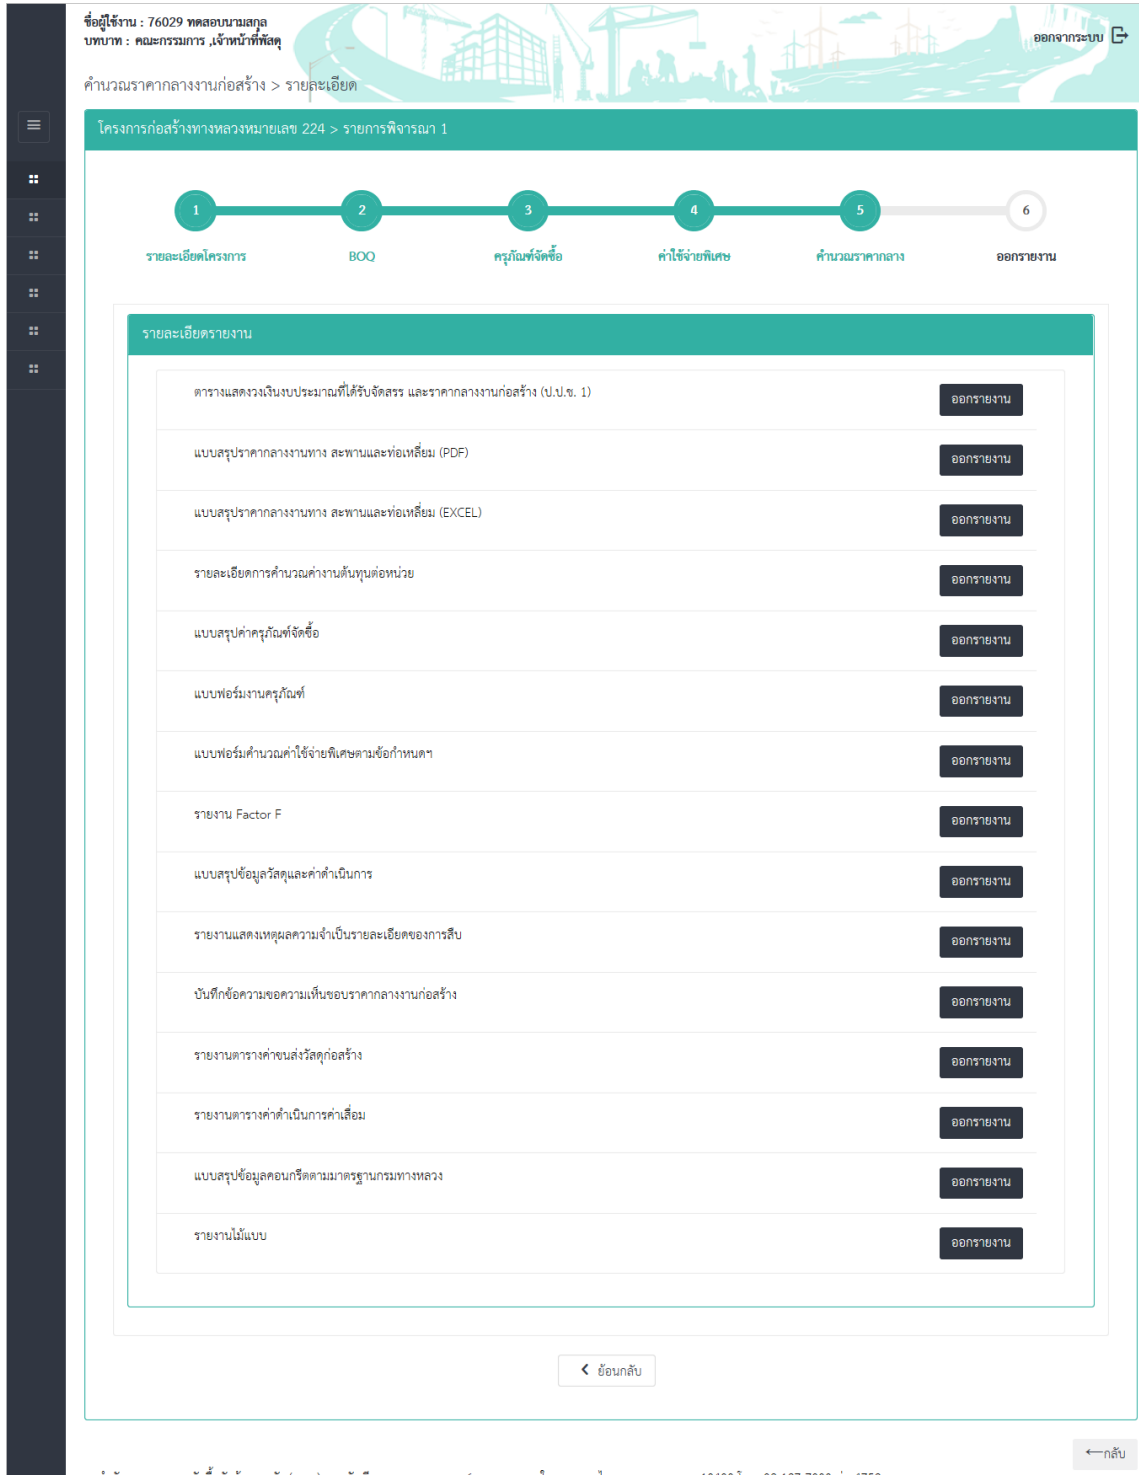 ชื่อผู้ใช้งาน : 76029 ทดสอบนามสกุล
บทบาท : คณะกรรมการ ,เจ้าหน้าที่พัสดุ
ออกจากระบบ
คำนวณราคากลางงานก่อสร้าง > รายละเอียด
โครงการก่อสร้างทางหลวงหมายเลข 224 > รายการพิจารณา 1
1 2 3 4 5 6
รายละเอียดโครงการ BOQ ครุภัณฑ์จัดซื้อ ค่าใช้จ่ายพิเศษ คำนวณราคากลาง ออกรายงาน
รายละเอียดรายงาน
ตารางแสดงวงเงินงบประมาณที่ได้รับจัดสรร และราคากลางงานก่อสร้าง (ป.ป.ช. 1) ออกรายงาน
แบบสรุปราคากลางงานทาง สะพานและท่อเหลี่ยม (PDF) ออกรายงาน
แบบสรุปราคากลางงานทาง สะพานและท่อเหลี่ยม (EXCEL) ออกรายงาน
รายละเอียดการคำนวณค่างานต้นทุนต่อหน่วย ออกรายงาน
แบบสรุปค่าครุภัณฑ์จัดซื้อ ออกรายงาน
แบบฟอร์มงานครุภัณฑ์ ออกรายงาน
แบบฟอร์มคำนวณค่าใช้จ่ายพิเศษตามข้อกำหนดฯ ออกรายงาน
รายงาน Factor F ออกรายงาน
แบบสรุปข้อมูลวัสดุและค่าดำเนินการ ออกรายงาน
รายงานแสดงเหตุผลความจำเป็นรายละเอียดของการสืบ ออกรายงาน
บันทึกข้อความขอความเห็นชอบราคากลางงานก่อสร้าง ออกรายงาน
รายงานตารางค่าขนส่งวัสดุก่อสร้าง ออกรายงาน
รายงานตารางค่าดำเนินการค่าเสื่อม ออกรายงาน
แบบสรุปข้อมูลคอนกรีตตามมาตรฐานกรมทางหลวง ออกรายงาน
รายงานไม้แบบ ออกรายงาน
ย้อนกลับ
กลับ